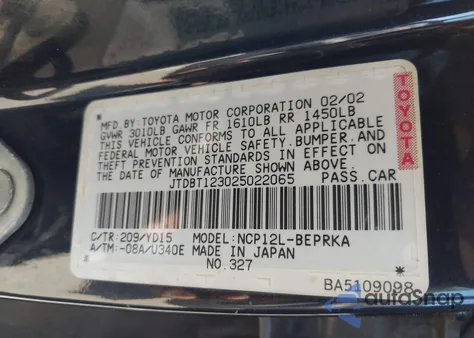 MFD BY: TOYOTA MOTOR CORPORATION 02/02
GVWR 3010LB GAWR FR 1610LB RR 1450LB
THIS VEHICLE CONFORMS TO ALL APPLICABLE
FEDERAL MOTOR VEHICLE SAFETY, BUMPER, AND
THEFT PREVENTION STANDARDS IN EFFECT ON
THE DATE OF MANUFACTURE SHOWN ABOVE.
JTDBT123025022065 PASS.CAR
TOYOTA
C/TR:209/YD15 MODEL:NCP12L-BEPRKA
A/TM:-08A/U340E MADE IN JAPAN
NO.327
BA5109098
autoSnap